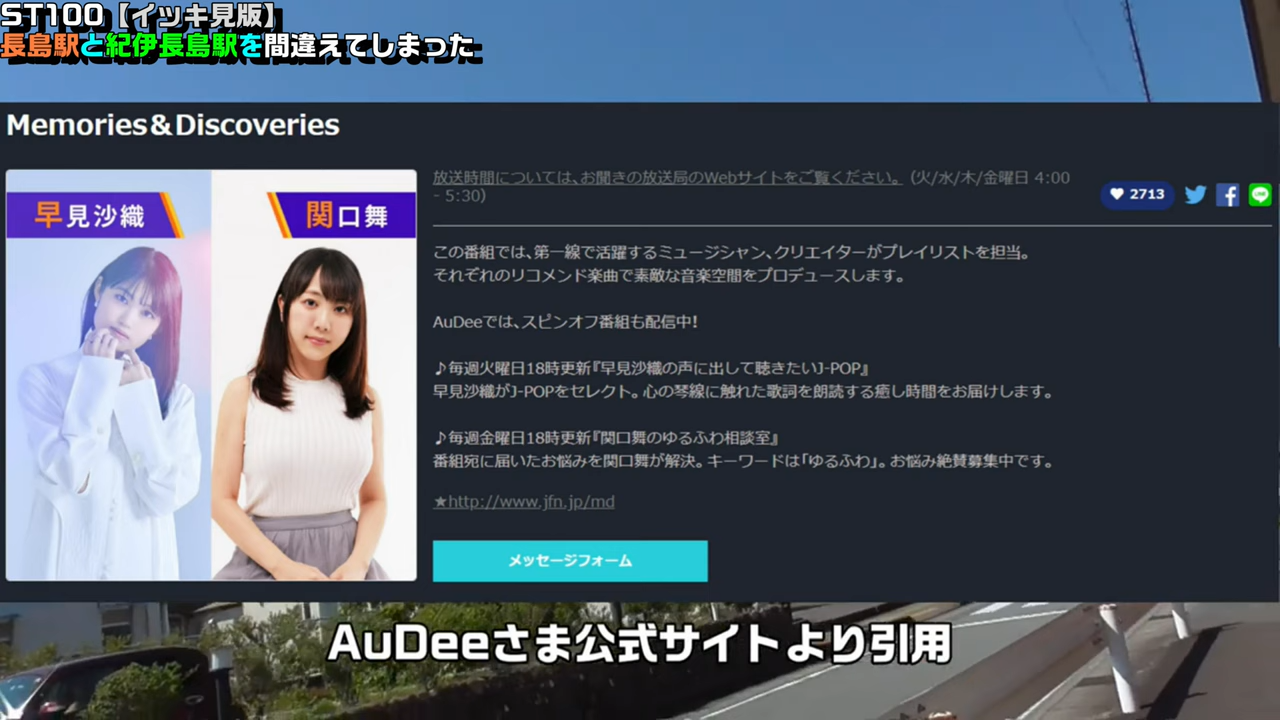 ST100【イッキ見版】
長島駅と紀伊長島駅を間違えてしまった
Memories&Discoveries
早見沙織
関口舞
放送時間については、お聞きの放送局のWebサイトをご覧ください。 (火/水/木/金曜日 4:00
- 5:30)
2713
この番組では、第一線で活躍するミュージシャン、クリエイターがプレイリストを担当。
それぞれのリコメンド楽曲で素敵な音楽空間をプロデュースします。
AuDeeでは、スピンオフ番組も配信中!
♪毎週火曜日18時更新『早見沙織の声に出して聴きたいJ-POP』
早見沙織がJ-POPをセレクト。心の琴線に触れた歌詞を朗読する癒し時間をお届けします。
♪毎週金曜日18時更新『関口舞のゆるふわ相談室』
番組宛に届いたお悩みを関口舞が解決。キーワードは「ゆるふわ」。お悩み絶賛募集中です。
★http://www.jfn.jp/md
メッセージフォーム
AuDeeさま公式サイトより引用